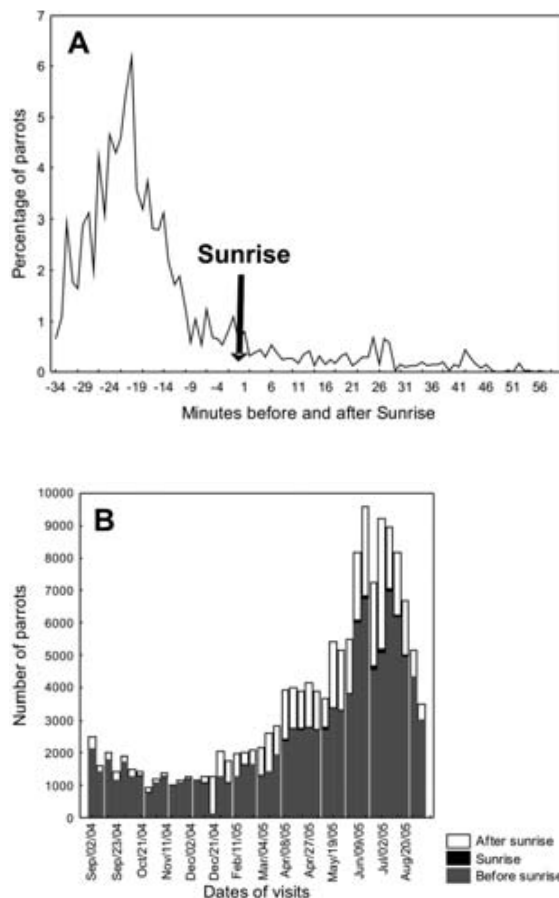 A
7
6
5
4
3
2
1
0
Percentage of parrots
Sunrise
-34 -29 -24 -19 -14 -9 -4 1 6 11 16 21 26 31 36 41 46 51 56
Minutes before and after Sunrise
B
10000
9000
8000
7000
6000
5000
4000
3000
2000
1000
0
Number of parrots
Sep/02/04
Sep/23/04
Oct/21/04
Nov/11/04
Dec/02/04
Dec/21/04
Feb/11/05
Mar/04/05
Apr/08/05
Apr/27/05
May/19/05
Jun/09/05
Jul/02/05
Aug/20/05
Dates of visits
After sunrise
Sunrise
Before sunrise